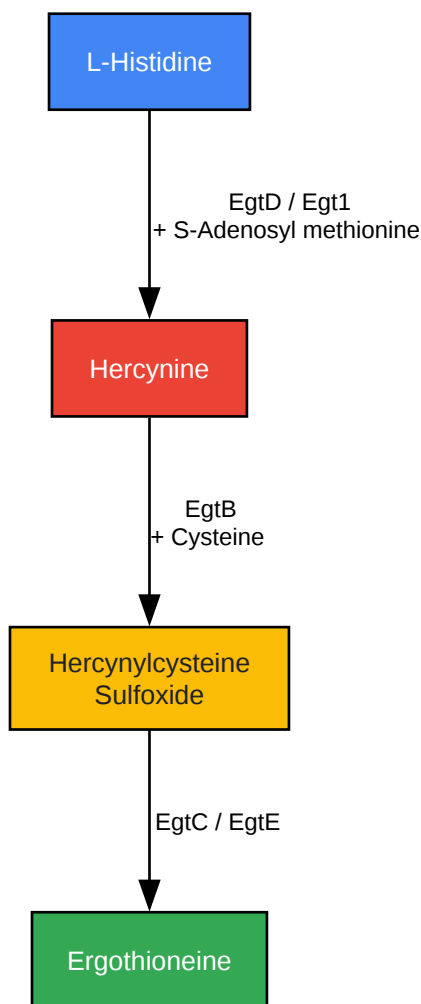 L-Histidine
EgtD / Egt1
+ S-Adenosyl methionine
Hercynine
EgtB
+ Cysteine
Hercynylcysteine
Sulfoxide
EgtC / EgtE
Ergothioneine